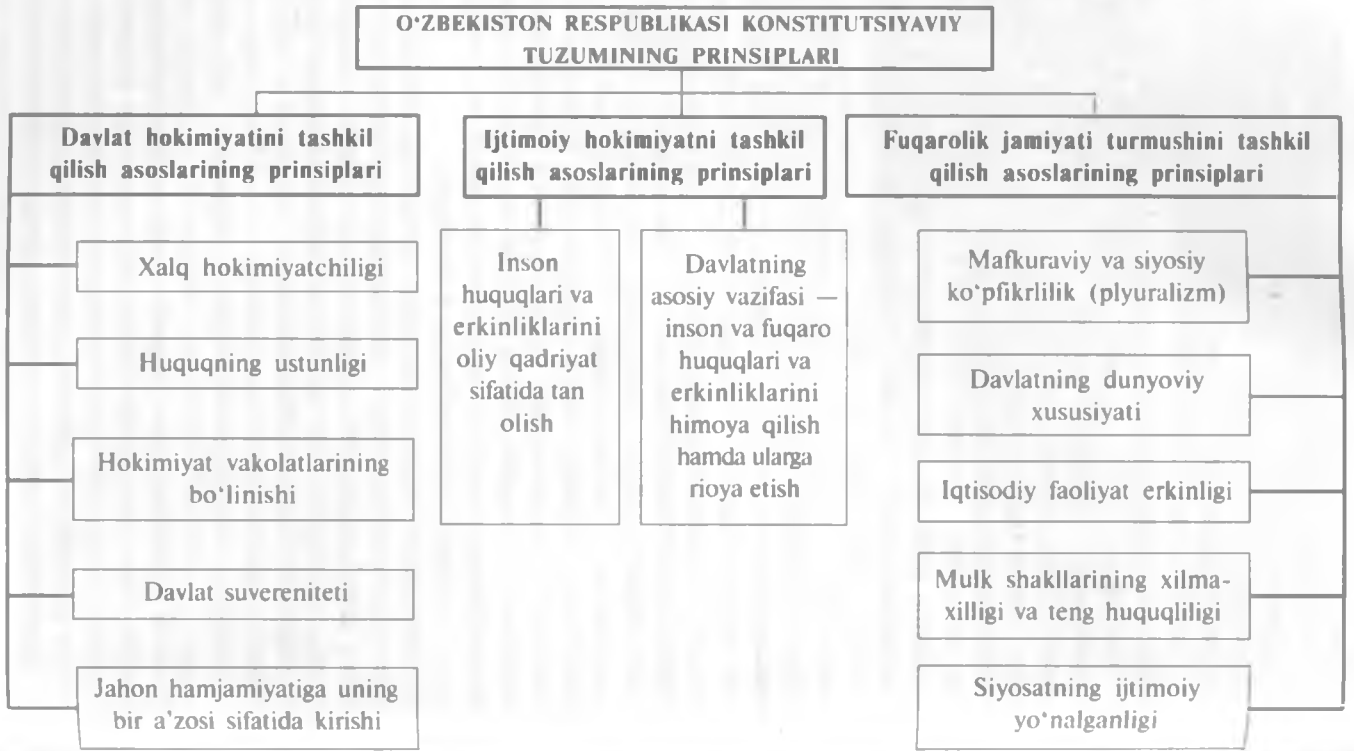 O‘ZBEKISTON RESPUBLIKASI KONSTITUTSIYAVIY
TUZUMINING PRINSIPLARI
Davlat hokimiyatini tashkil
qilish asoslarining prinsiplari
Xalq hokimiyatchiligi
Huquqning ustunligi
Hokimiyat vakolatlarining
bo‘linishi
Davlat suvereniteti
Jahon hamjamiyatiga uning
bir a’zosi sifatida kirishi
Ijtimoiy hokimiyatni tashkil
qilish asoslarining prinsiplari
Inson
huquqlari va
erkinliklarini
oliy qadriyat
sifatida tan
olish
Davlatning
asosiy vazifasi —
inson va fuqaro
huquqlari va
erkinliklarini
himoya qilish
hamda ularga
rioya etish
Fuqarolik jamiyati turmushini tashkil
qilish asoslarining prinsiplari
Mafkuraviy va siyosiy
ko‘pfikrlilik (plyuralizm)
Davlatning dunyoviy
xususiyati
Iqtisodiy faoliyat erkinligi
Mulk shakllarining xilma-
xilligi va teng huquqliligi
Siyosatning ijtimoiy
yo‘nalganligi